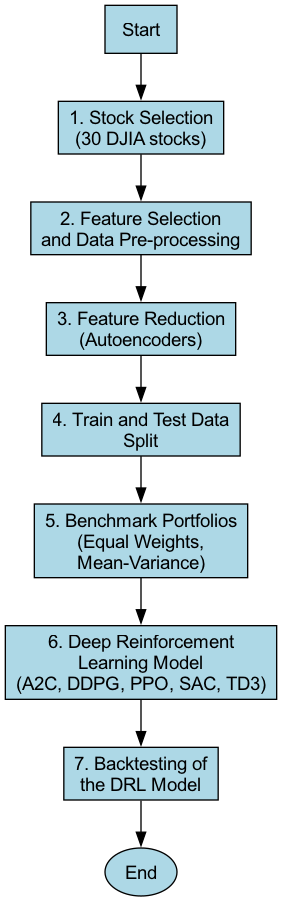 Start
1. Stock Selection
(30 DJIA stocks)
2. Feature Selection
and Data Pre-processing
3. Feature Reduction
(Autoencoders)
4. Train and Test Data
Split
5. Benchmark Portfolios
(Equal Weights,
Mean-Variance)
6. Deep Reinforcement
Learning Model
(A2C, DDPG, PPO, SAC, TD3)
7. Backtesting of
the DRL Model
End